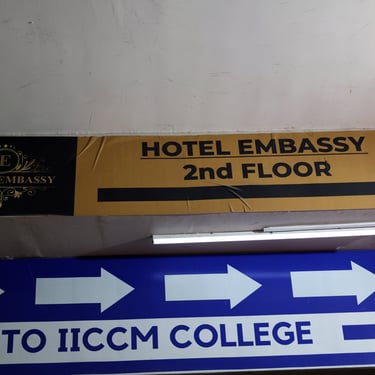 E
EMBASSY
HOTEL EMBASSY
2nd FLOOR
TO IICCM COLLEGE